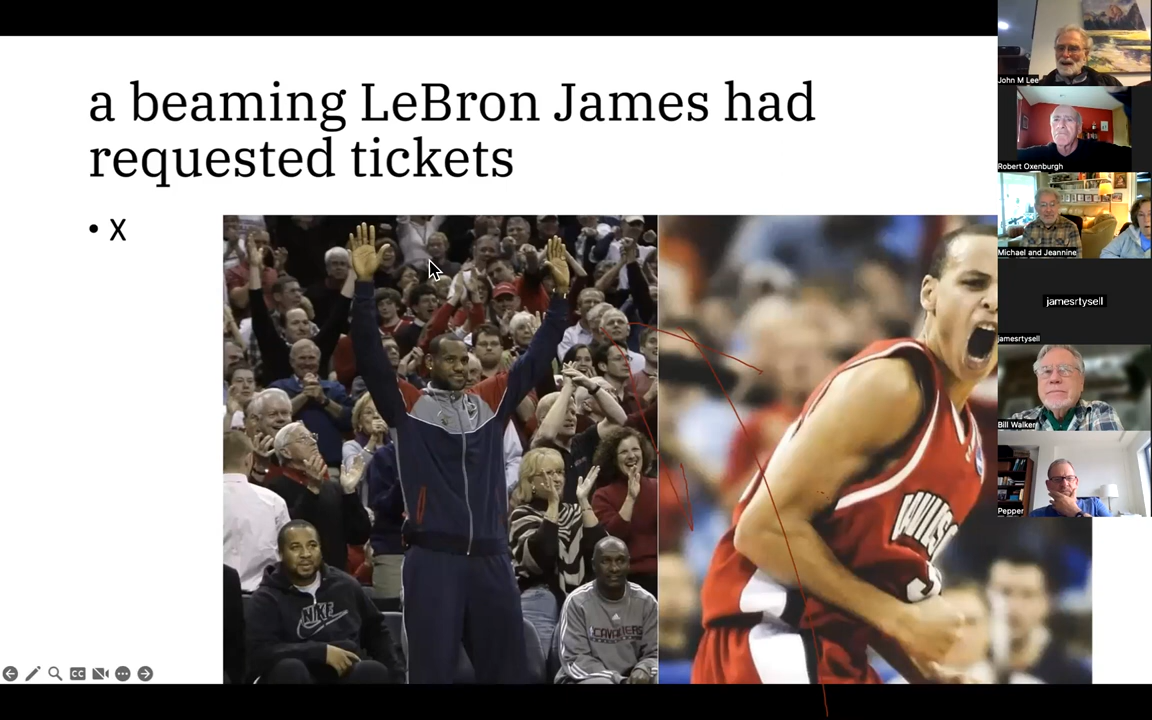 a beaming LeBron James had
requested tickets
• X
NIKE
CAVALIERS
John M Lee
Robert Oxenburgh
Michael and Jeannine
jamesrtysell
jamesrtysell
Bill Walker
Pepper
CC